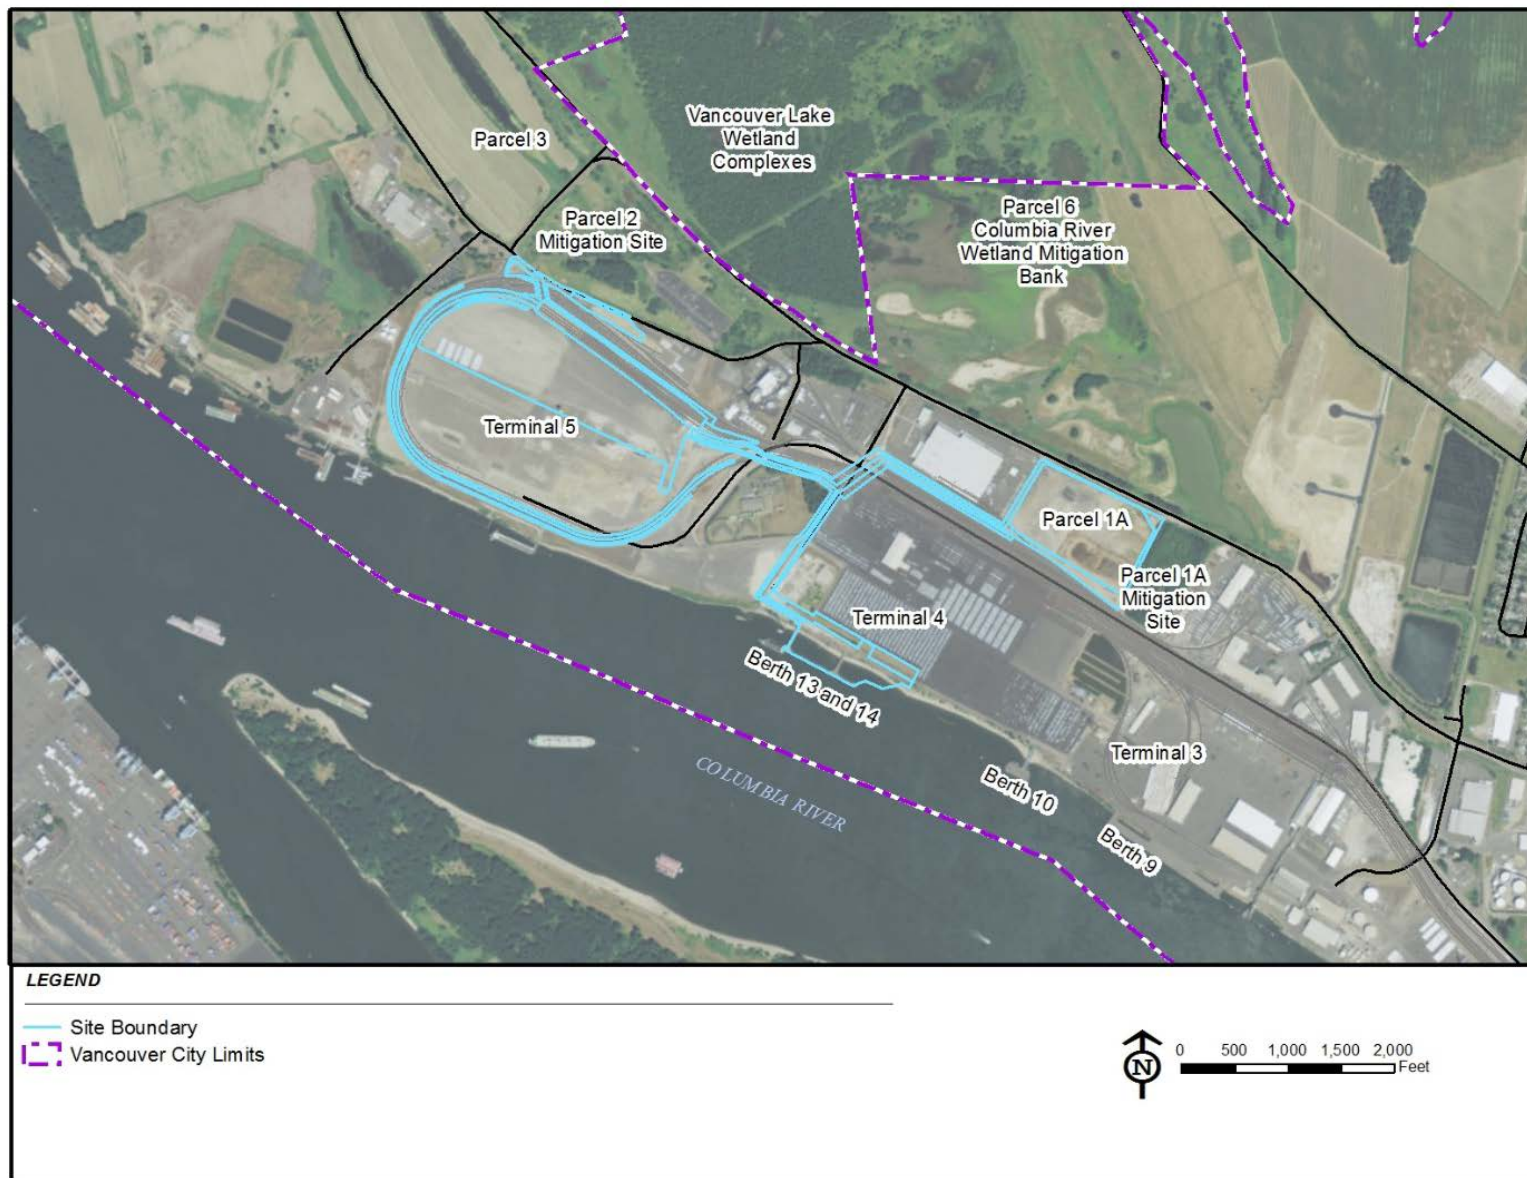 Parcel 3
Vancouver Lake
Wetland
Complexes
Parcel 2
Mitigation Site
Parcel 6
Columbia River
Wetland Mitigation
Bank
Terminal 5
Parcel 1A
Parcel 1A
Mitigation
Site
Terminal 4
Berth 13 and 14
Terminal 3
Berth 10
Berth 9
COLUMBIA RIVER
LEGEND
Site Boundary
Vancouver City Limits
N
0 500 1,000 1,500 2,000
Feet